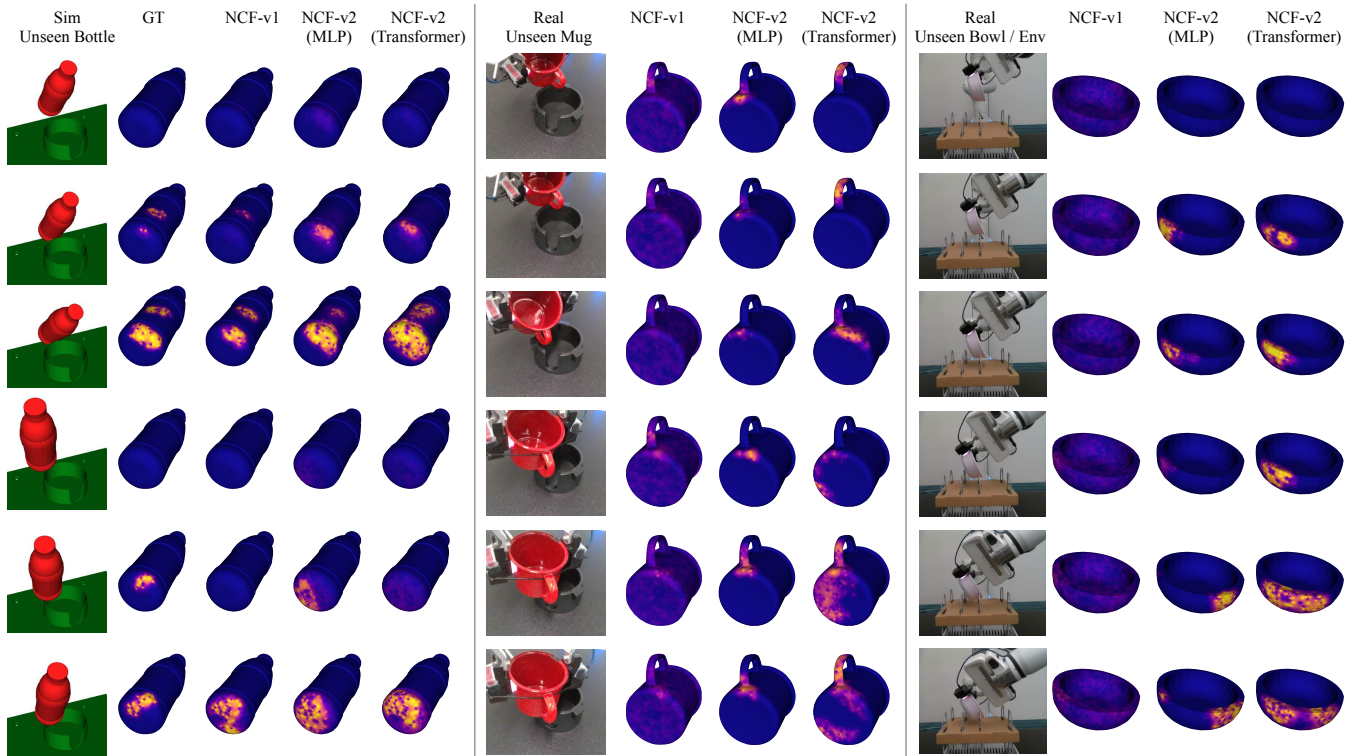 Sim
Unseen Bottle
GT
NCF-v1
NCF-v2
(MLP)
NCF-v2
(Transformer)
Real
Unseen Mug
NCF-v1
NCF-v2
(MLP)
NCF-v2
(Transformer)
Real
Unseen Bowl / Env
NCF-v1
NCF-v2
(MLP)
NCF-v2
(Transformer)